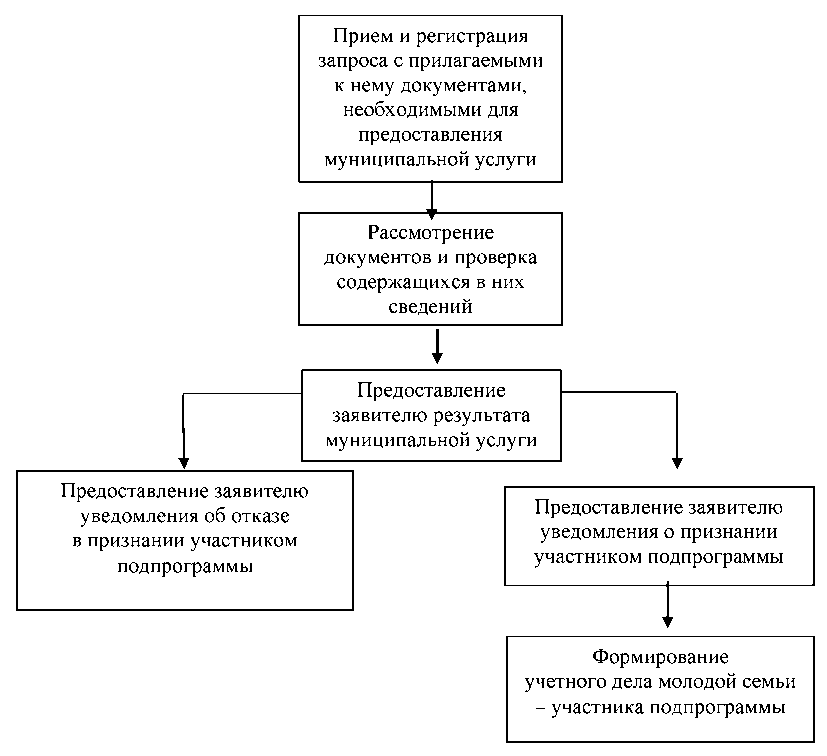 Прием и регистрация
запроса с прилагаемыми
к нему документами,
необходимыми для
предоставления
муниципальной услуги
Рассмотрение
документов и проверка
содержащихся в них
сведений
Предоставление
заявителю результата
муниципальной услуги
Предоставление заявителю
уведомления об отказе
в признании участником
подпрограммы
Предоставление заявителю
уведомления о признании
участником подпрограммы
Формирование
учетного дела молодой семьи
– участника подпрограммы